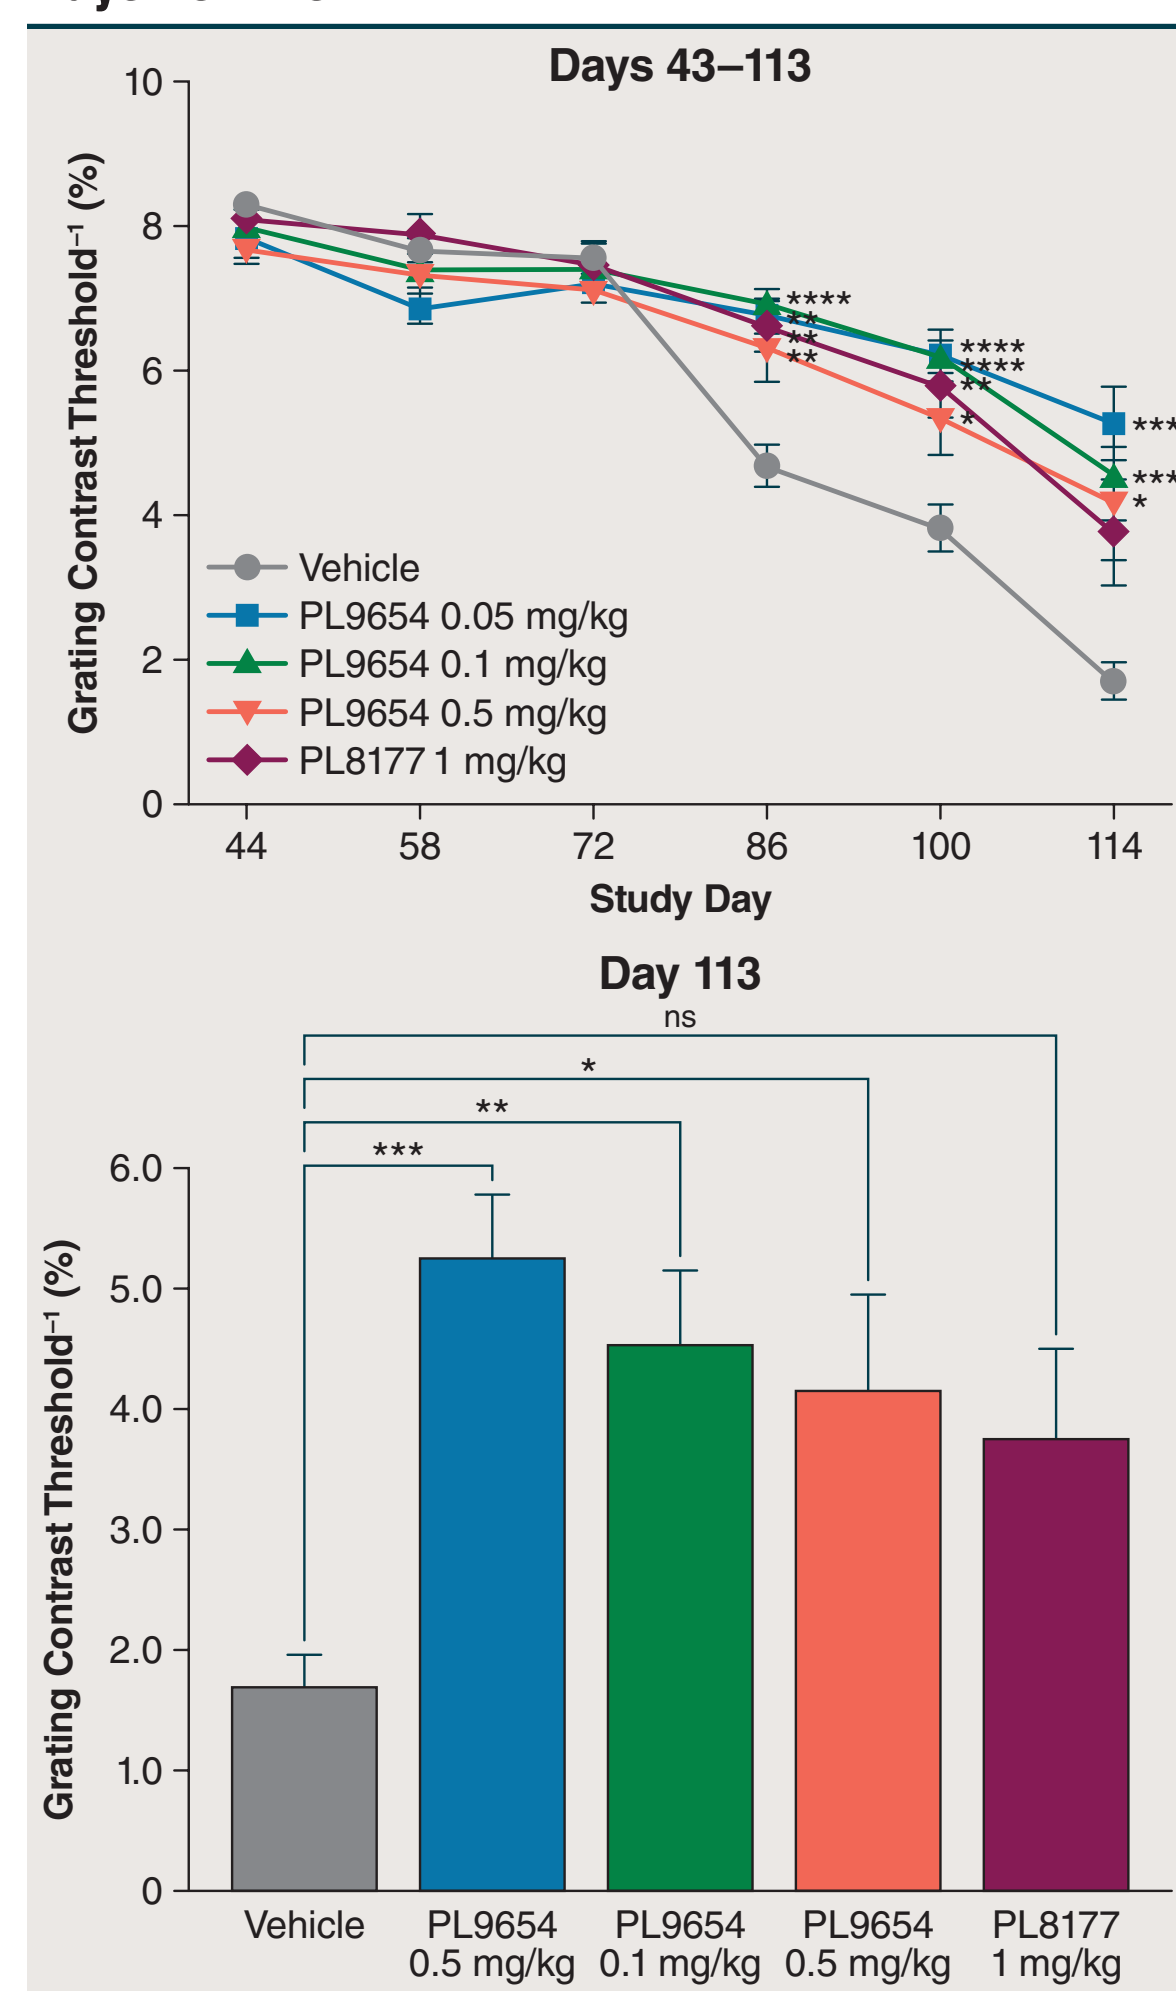 Days 43–113
10
8
6
4
2
0
Grating Contrast Threshold⁻¹ (%)
****
**
**
**
****
****
**
*
***
***
*
Vehicle
PL9654 0.05 mg/kg
PL9654 0.1 mg/kg
PL9654 0.5 mg/kg
PL8177 1 mg/kg
44 58 72 86 100 114
Study Day
Day 113
ns
*
**
***
6.0
5.0
4.0
3.0
2.0
1.0
0
Grating Contrast Threshold⁻¹ (%)
Vehicle PL9654 PL9654 PL9654 PL8177
0.5 mg/kg 0.1 mg/kg 0.5 mg/kg 1 mg/kg